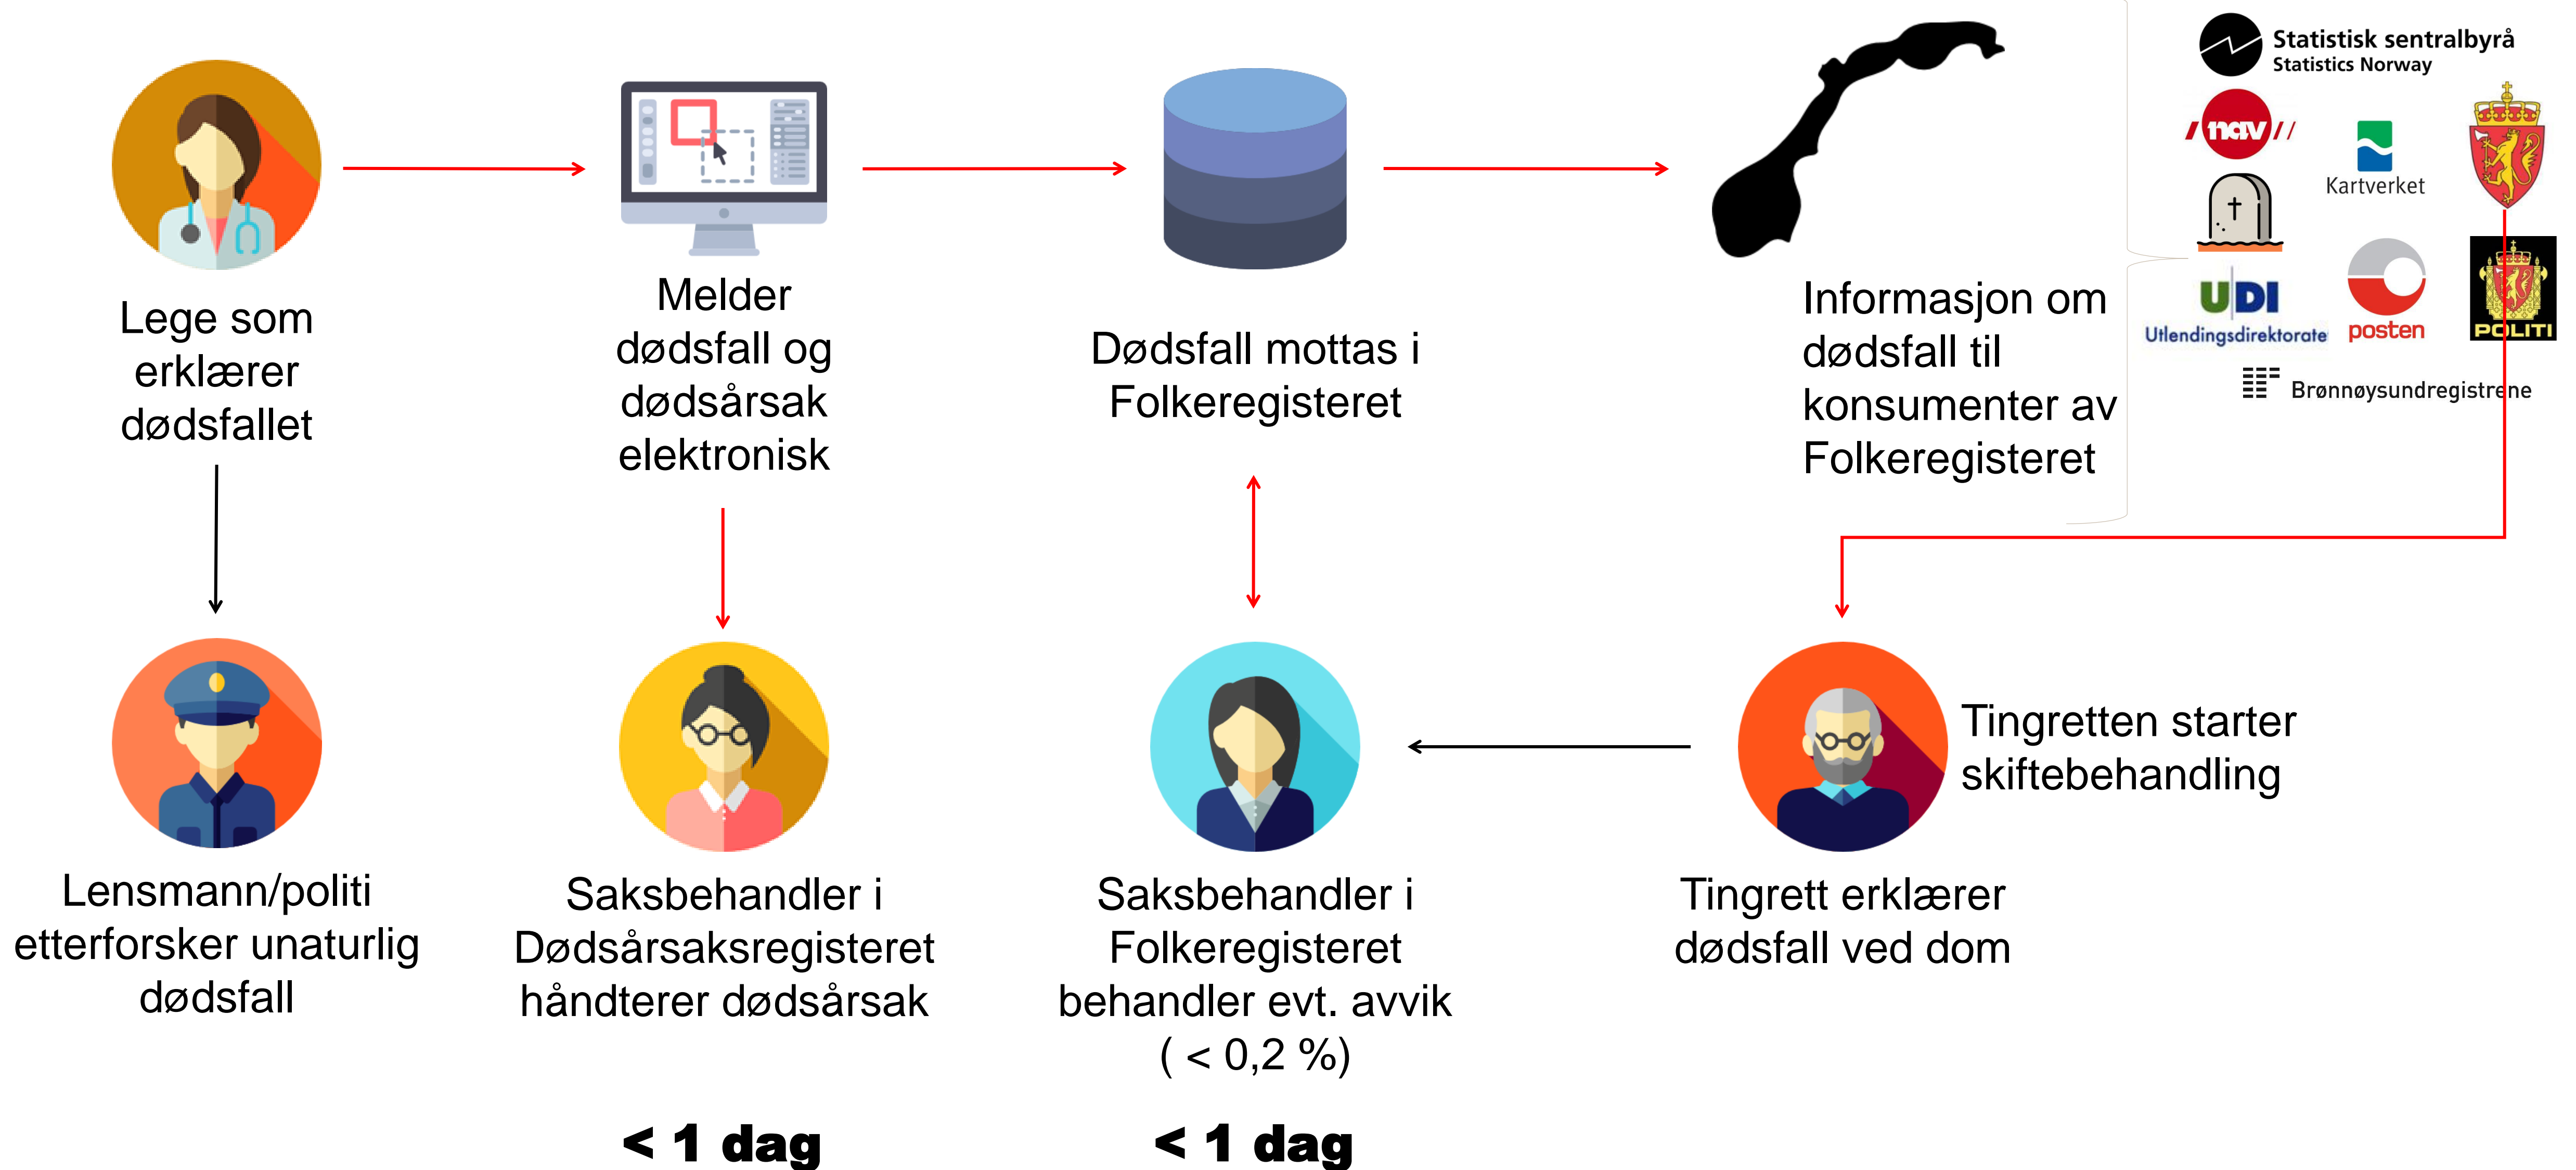 Lege som
erklærer
dødsfallet
Melder
dødsfall og
dødsårsak
elektronisk
Dødsfall mottas i
Folkeregisteret
Informasjon om
dødsfall til
konsumenter av
Folkeregisteret
Statistisk sentralbyrå
Statistics Norway
nav
Kartverket
UDI
Utlendingsdirektorate
posten
POLITI
Brønnøysundregistrene
Lensmann/politi
etterforsker unaturlig
dødsfall
Saksbehandler i
Dødsårsaksregisteret
håndterer dødsårsak
Saksbehandler i
Folkeregisteret
behandler evt. avvik
( < 0,2 %)
Tingretten starter
skiftebehandling
Tingrett erklærer
dødsfall ved dom
< 1 dag
< 1 dag